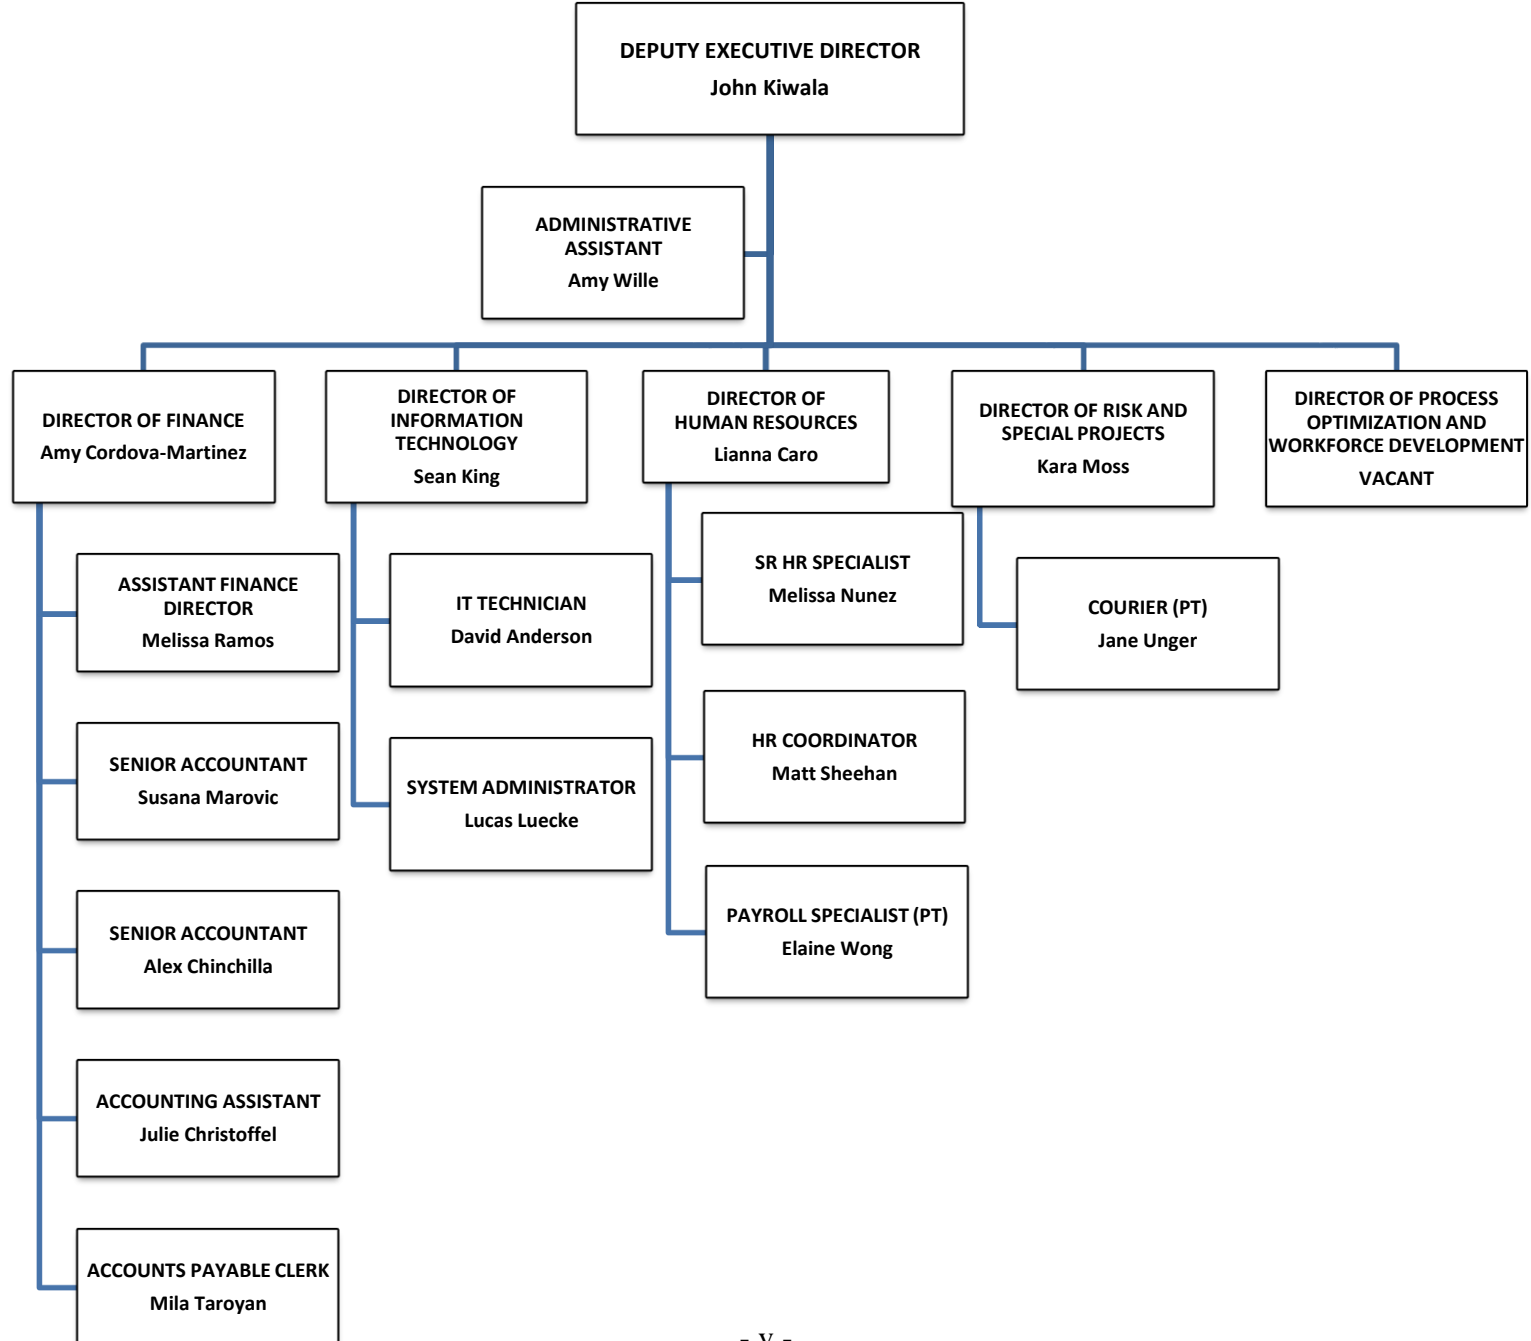 DEPUTY EXECUTIVE DIRECTOR
John Kiwala
ADMINISTRATIVE
ASSISTANT
Amy Wille
DIRECTOR OF FINANCE
Amy Cordova-Martinez
ASSISTANT FINANCE
DIRECTOR
Melissa Ramos
SENIOR ACCOUNTANT
Susana Marovic
SENIOR ACCOUNTANT
Alex Chinchilla
ACCOUNTING ASSISTANT
Julie Christoffel
ACCOUNTS PAYABLE CLERK
Mila Taroyan
DIRECTOR OF
INFORMATION
TECHNOLOGY
Sean King
IT TECHNICIAN
David Anderson
SYSTEM ADMINISTRATOR
Lucas Luecke
DIRECTOR OF
HUMAN RESOURCES
Lianna Caro
SR HR SPECIALIST
Melissa Nunez
HR COORDINATOR
Matt Sheehan
PAYROLL SPECIALIST (PT)
Elaine Wong
DIRECTOR OF RISK AND
SPECIAL PROJECTS
Kara Moss
COURIER (PT)
Jane Unger
DIRECTOR OF PROCESS
OPTIMIZATION AND
WORKFORCE DEVELOPMENT
VACANT
- v -